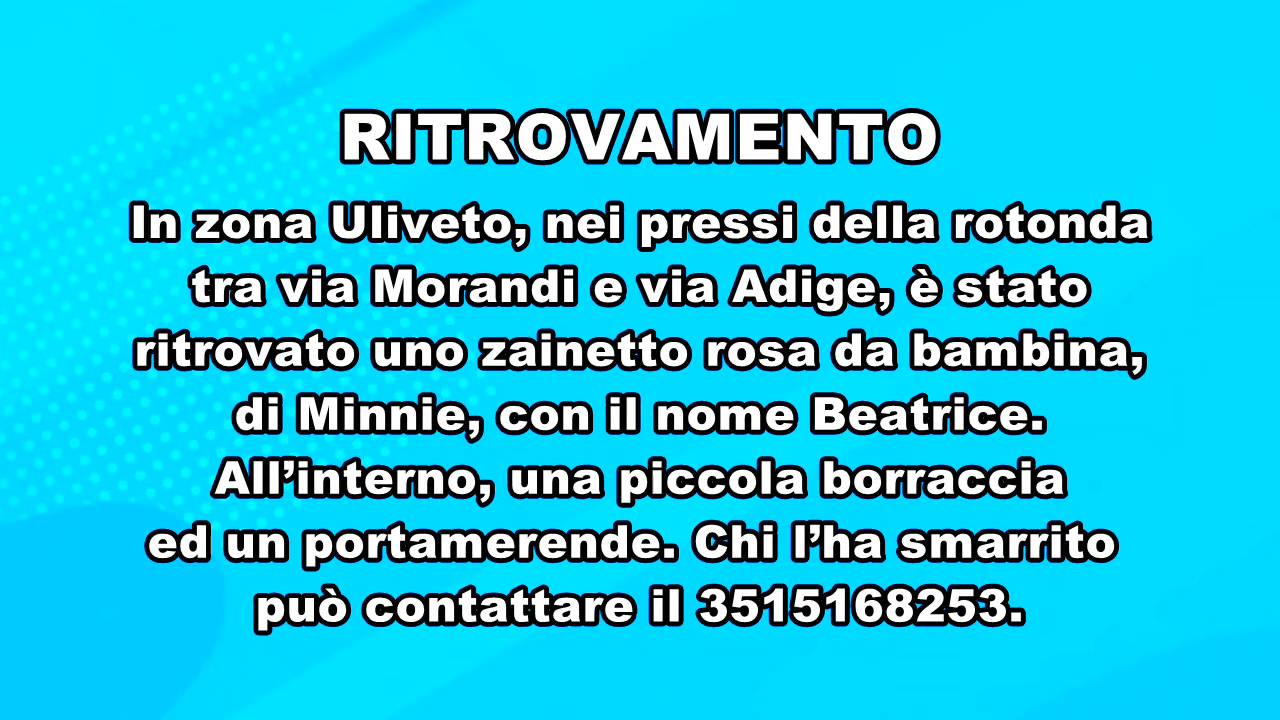 RITROVAMENTO
In zona Uliveto, nei pressi della rotonda
tra via Morandi e via Adige, è stato
ritrovato uno zainetto rosa da bambina,
di Minnie, con il nome Beatrice.
All’interno, una piccola borraccia
ed un portamerende. Chi l’ha smarrito
può contattare il 3515168253.